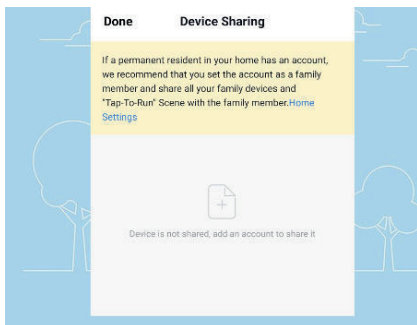 Done Device Sharing
If a permanent resident in your home has an account,
we recommend that you set the account as a family
member and share all your family devices and
"Tap-To-Run" Scene with the family member.Home
Settings
Device is not shared, add an account to share it